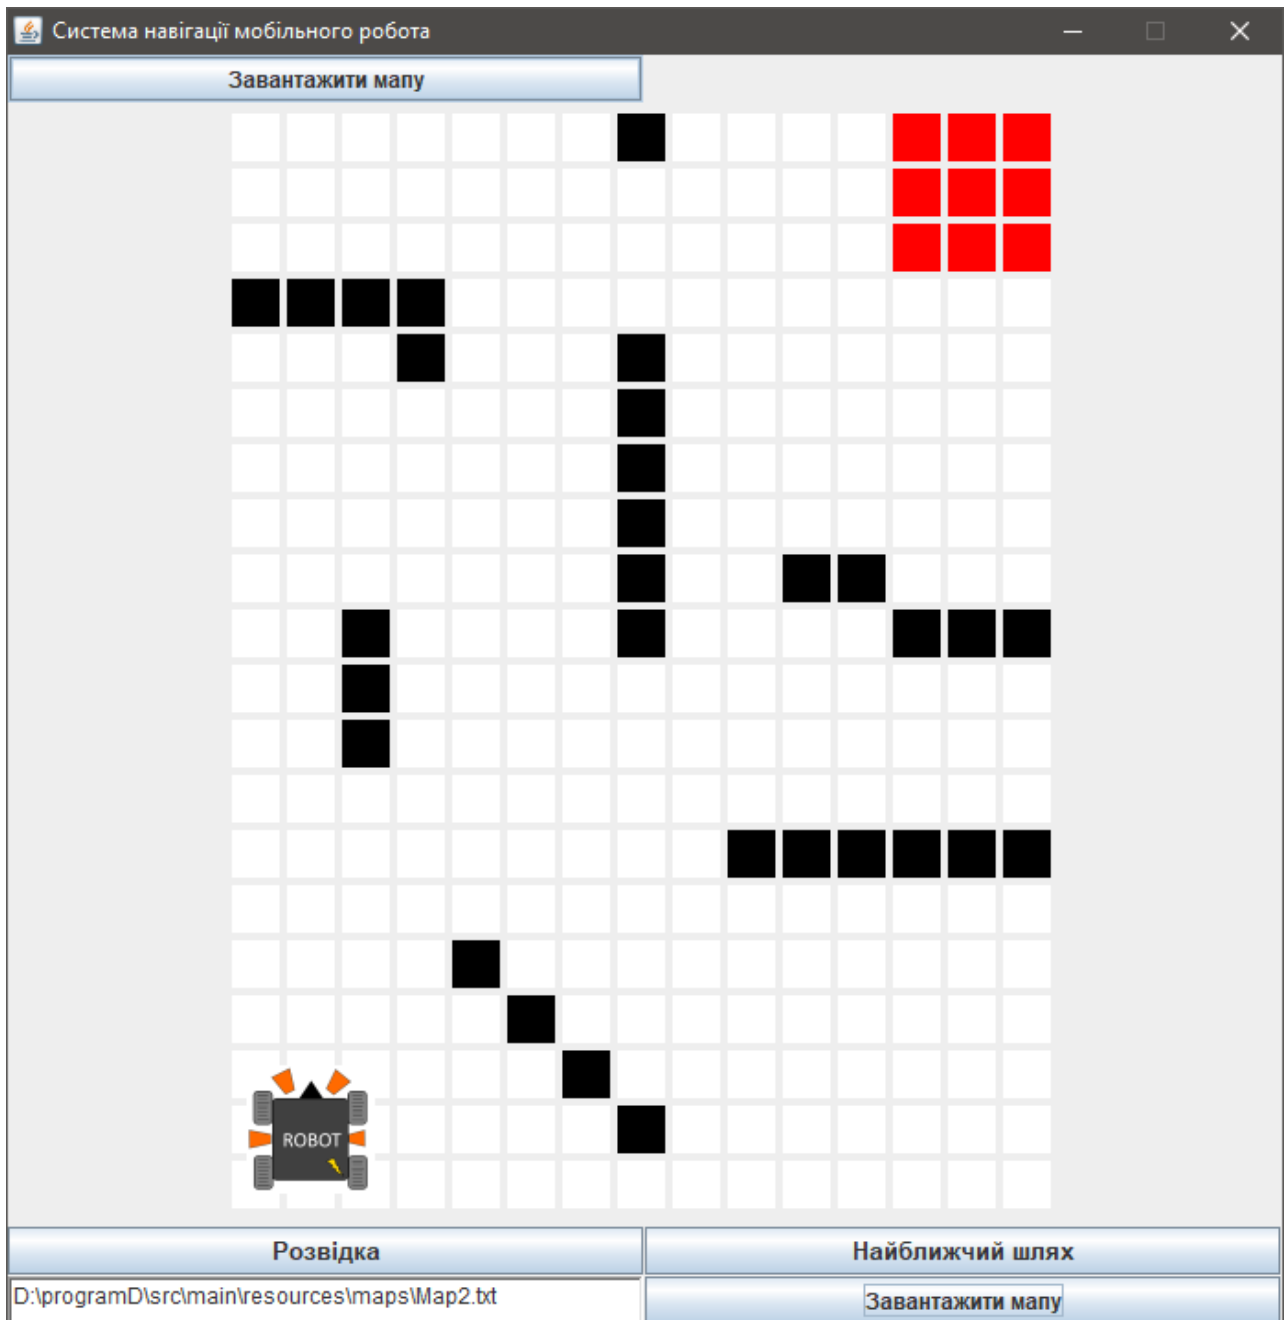 Система навігації мобільного робота
Завантажити мапу
ROBOT
Розвідка
Найближчий шлях
D:\programD\src\main\resources\maps\Map2.txt
Завантажити мапу